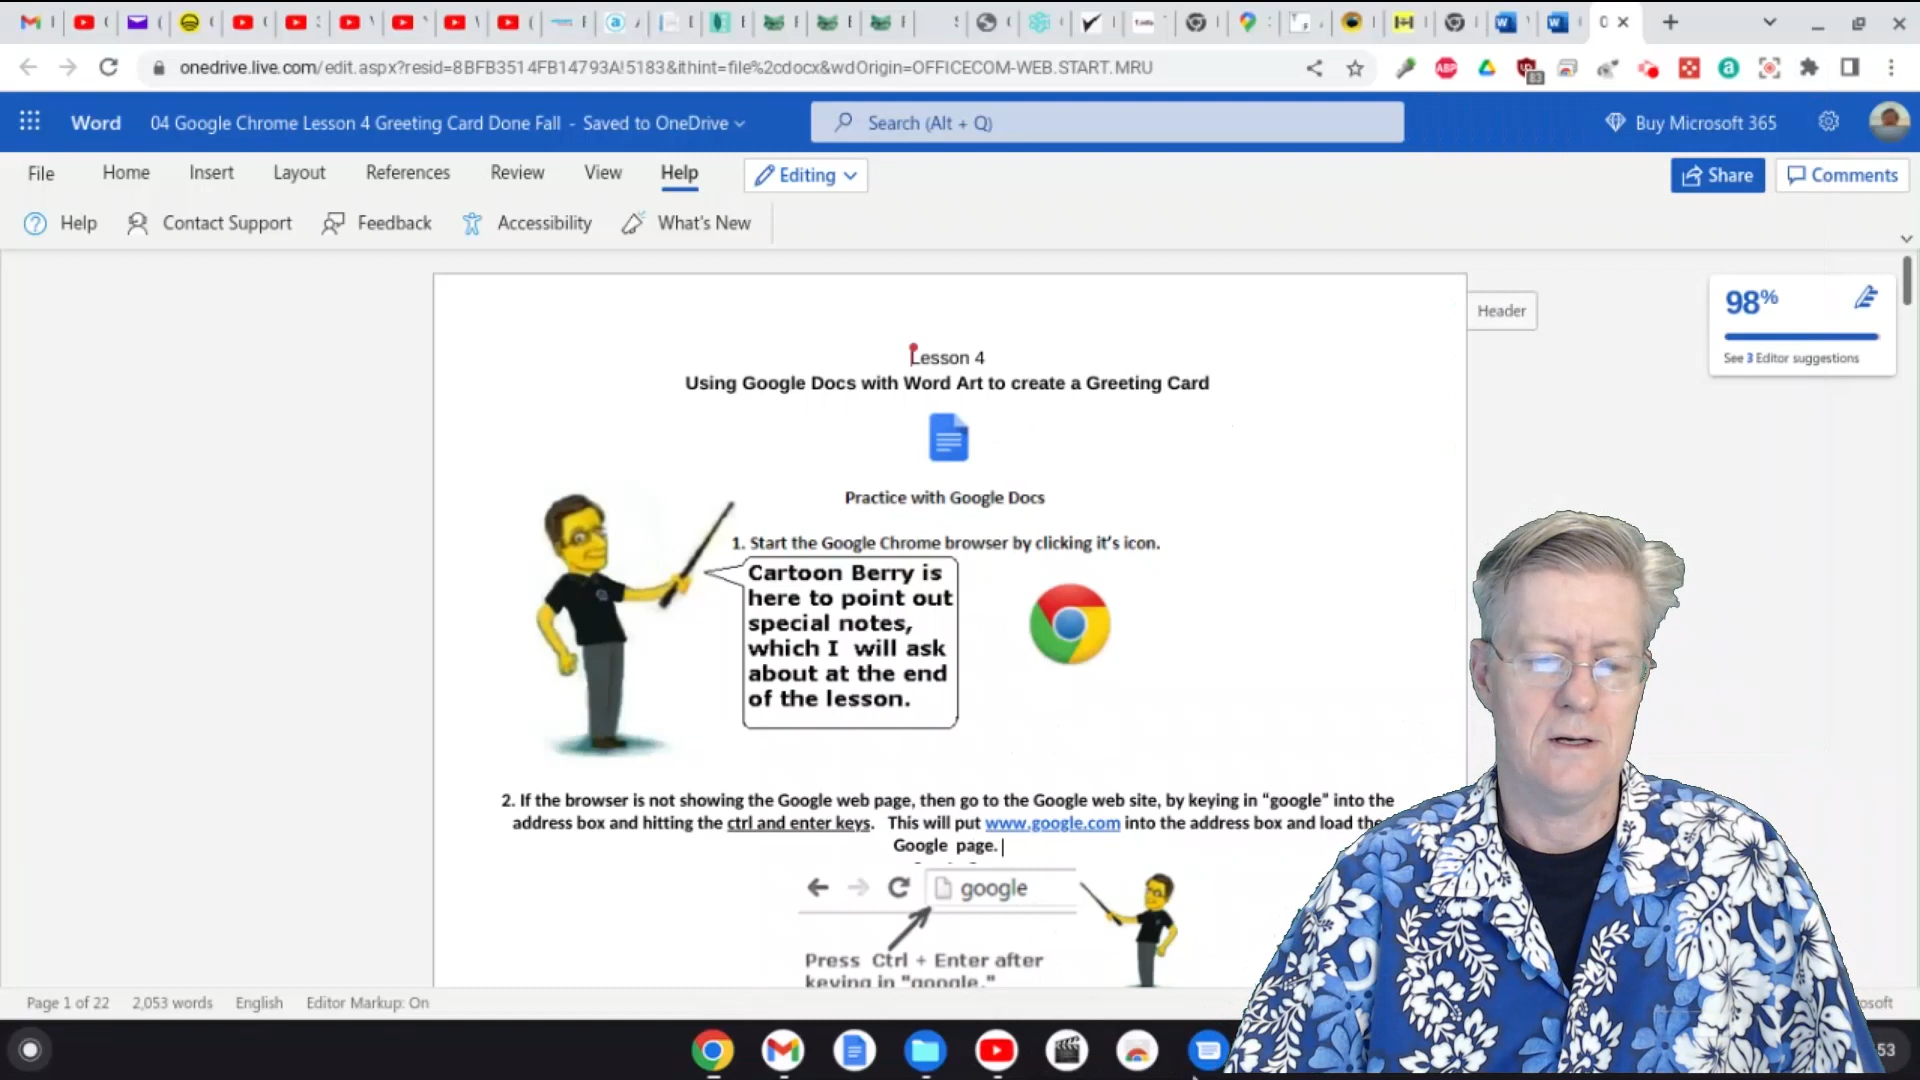 onedrive.live.com/edit.aspx?resid=8BFB3514FB14793A!5183&ithint=file%2cdocx&wdOrigin=OFFICECOM-WEB.START.MRU
ABP
83
Word 04 Google Chrome Lesson 4 Greeting Card Done Fall - Saved to OneDrive
Search (Alt + Q)
Buy Microsoft 365
File Home Insert Layout References Review View Help Editing Share Comments
Help Contact Support Feedback Accessibility What's New
Header
98%
See 3 Editor suggestions
Lesson 4
Using Google Docs with Word Art to create a Greeting Card
Practice with Google Docs
1. Start the Google Chrome browser by clicking it's icon.
Cartoon Berry is
here to point out
special notes,
which I will ask
about at the end
of the lesson.
2. If the browser is not showing the Google web page, then go to the Google web site, by keying in “google” into the
address box and hitting the ctrl and enter keys. This will put www.google.com into the address box and load the
Google page.
google
Press Ctrl + Enter after
keying in "google."
Page 1 of 22 2,053 words English Editor Markup: On
53